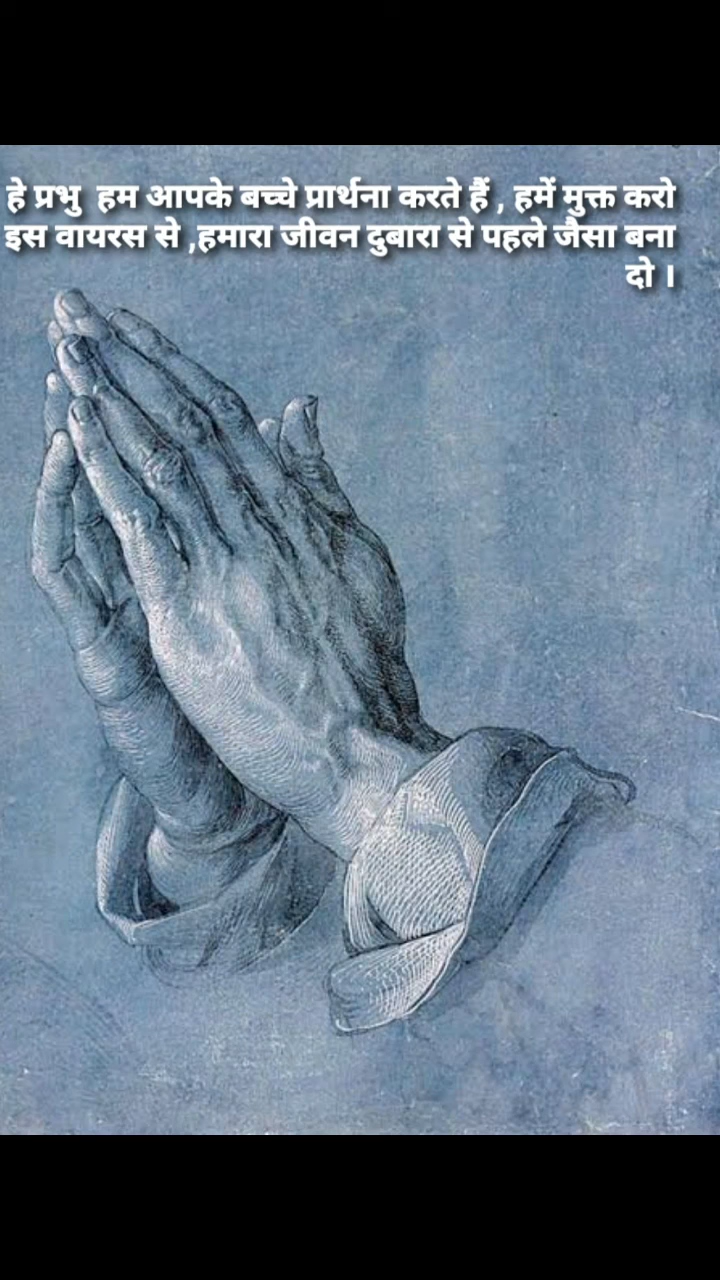 हे प्रभु  हम आपके बच्चे प्रार्थना करते हैं , हमें मुक्त करो
इस वायरस से ,हमारा जीवन दुबारा से पहले जैसा बना
दो ।